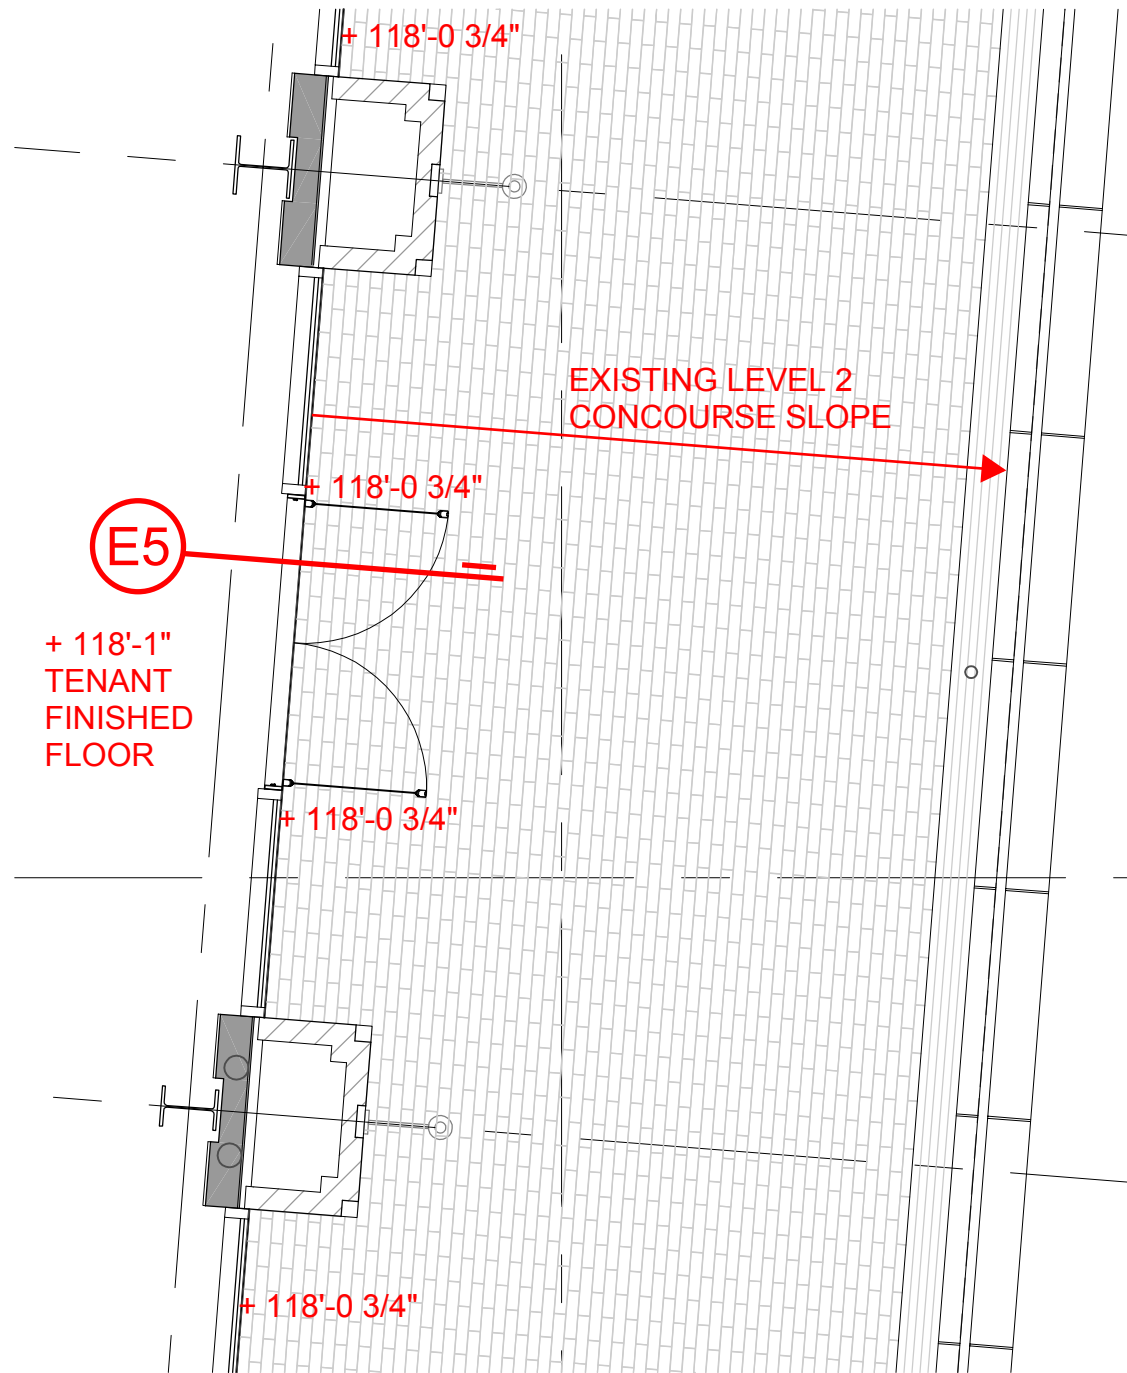 + 118'-0 3/4"
EXISTING LEVEL 2
CONCOURSE SLOPE
+ 118'-0 3/4"
E5
+ 118'-1"
TENANT
FINISHED
FLOOR
+ 118'-0 3/4"
+ 118'-0 3/4"